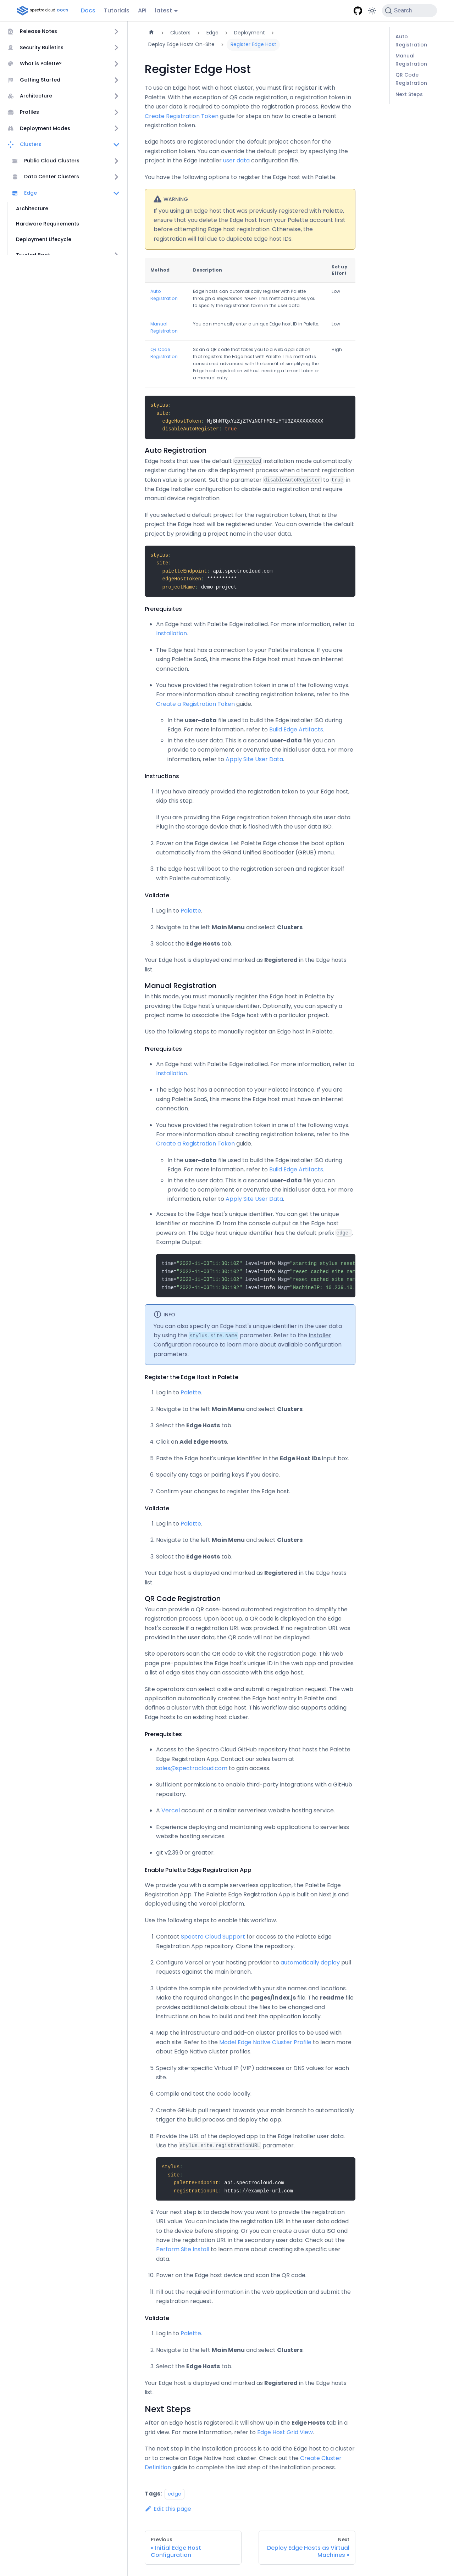 spectrocloud DOCS
Docs
Tutorials
API
latest
Search
Release Notes
Security Bulletins
What is Palette?
Getting Started
Architecture
Profiles
Deployment Modes
Clusters
Public Cloud Clusters
Data Center Clusters
Edge
Architecture
Hardware Requirements
Deployment Lifecycle
Trusted Boot
Clusters > Edge > Deployment >
Deploy Edge Hosts On-Site > Register Edge Host
Auto
Registration
Manual
Registration
QR Code
Registration
Next Steps
Register Edge Host
To use an Edge host with a host cluster, you must first register it with
Palette. With the exception of QR code based registration, a registration token in
the user data is required to complete the registration process. Review the
Create Registration Token guide for steps on how to create a tenant
registration token.
Edge hosts are registered under the default project chosen for the
registration token. You can override the default project by specifying a
project in the Edge Installer user data configuration file.
You have the following options to register the Edge host with Palette.
WARNING
If you using an Edge host that was previously registered with Palette,
ensure that you delete the Edge host from your Palette account first
before attempting Edge host registration. Otherwise, the
registration will fail due to duplicate Edge host IDs.
Method
Description
Set up
Effort
Auto
Registration
Edge hosts can automatically register with Palette
through a Registration token. This method requires you
to specify the registration token in the user data.
Low
Manual
Registration
You can manually enter a unique Edge host ID in Palette.
Low
QR Code
Registration
Scan a QR code that takes you to a web application
that registers the Edge host with Palette. This method is
considered advanced with the benefit of simplifying the
Edge host registration without needing a tenant token or
a manual entry.
High
stylus:
site:
edgeHostToken:
disableAutoRegister: true
Auto Registration
Edge hosts that use the default connected installation mode automatically
register during the on-site deployment process when a tenant registration
token value is present. Set the parameter disableAutoRegister to true in
the Edge Installer configuration to disable auto registration and require
manual device registration.
If you selected a default project for the registration token, that is the
project the Edge host will be registered under. You can override the default
project by providing a project name in the user data.
stylus:
site:
paletteEndpoint: api.spectrocloud.com
edgeHostToken: **********
projectName: demo-project
Prerequisites
An Edge host with Palette Edge installed. For more information, refer to
Installation.
The Edge host has a connection to your Palette instance. If you are
using Palette SaaS, this means the Edge host must have an internet
connection.
You have provided the registration token in one of the following ways.
For more information about creating registration tokens, refer to the
Create a Registration Token guide.
In the user-data file used to build the Edge installer ISO during
EdgeForge. For more information, refer to Build Edge Artifacts.
In the site user data. This is a second user-data file you can
provide to complement or overwrite the initial user data. For more
information, refer to Apply Site User Data.
Instructions
1. If you have already provided the registration token to your Edge host,
skip this step.
If you are providing the Edge registration token through site user data.
Plug in the storage device that is flashed with the user data ISO.
2. Power on the Edge device. Let Palette Edge choose the boot option
automatically from the GRand Unified Bootloader (GRUB) menu.
3. The Edge host will boot to the registration screen and register itself
with Palette automatically.
Validate
1. Log in to Palette.
2. Navigate to the left Main Menu and select Clusters.
3. Select the Edge Hosts tab.
Your Edge host is displayed and marked as Registered in the Edge hosts
list.
Manual Registration
In this mode, you must manually register the Edge host in Palette by
providing the Edge host's unique identifier. Optionally, you can specify a
project name to associate the Edge host with a particular project.
Use the following steps to manually register an Edge host in Palette.
Prerequisites
An Edge host with Palette Edge installed. For more information, refer to
Installation.
The Edge host has a connection to your Palette instance. If you are
using Palette SaaS, this means the Edge host must have an internet
connection.
You have provided the registration token in one of the following ways.
For more information about creating registration tokens, refer to the
Create a Registration Token guide.
In the user-data file used to build the Edge installer ISO during
EdgeForge. For more information, refer to Build Edge Artifacts.
In the site user data. This is a second user-data file you can
provide to complement or overwrite the initial user data. For more
information, refer to Apply Site User Data.
Access to the Edge host's unique identifier. You can get the unique
identifier or machine ID from the console output as the Edge host
powers on. The Edge host unique identifier has the default prefix edge-.
Example Output:
time="2022-11-03T11:30:10Z" level=info Msg="starting stylus reset
time="2022-11-03T11:30:10Z" level=info Msg="reset cached site nam
time="2022-11-03T11:30:10Z" level=info Msg="reset cached site nam
time="2022-11-03T11:30:10Z" level=info Msg="MachineIP: 10.239.10.
INFO
You can also specify an Edge host's unique identifier in the user data
by using the stylus.site.Name parameter. Refer to the Installer
Configuration resource to learn more about available configuration
parameters.
Register the Edge Host in Palette
1. Log in to Palette.
2. Navigate to the left Main Menu and select Clusters.
3. Select the Edge Hosts tab.
4. Click on Add Edge Hosts.
5. Paste the Edge host's unique identifier in the Edge Host IDs input box.
6. Specify any tags or pairing keys if you desire.
7. Confirm your changes to register the Edge host.
Validate
1. Log in to Palette.
2. Navigate to the left Main Menu and select Clusters.
3. Select the Edge Hosts tab.
Your Edge host is displayed and marked as Registered in the Edge hosts
list.
QR Code Registration
You can provide a QR case-based automated registration to simplify the
registration process. Upon boot up, a QR code is displayed on the Edge
host's console if a registration URL was provided. If no registration URL was
provided in the user data, the QR code will not be displayed.
Site operators scan the QR code to visit the registration page. This web
page pre-populates the Edge host's unique ID in the web app and provides
a list of Edge sites they can associate with this edge host.
Site operators can select a site and submit a registration request. The web
application automatically creates the Edge host entry in Palette and
defines a cluster with that Edge host. This workflow also supports adding
Edge hosts to an existing host cluster.
Prerequisites
Access to the Spectro Cloud GitHub repository that hosts the Palette
Edge Registration App. Contact our sales team at
sales@spectrocloud.com to gain access.
Sufficient permissions to enable third-party integrations with a GitHub
repository.
A Vercel account or a similar serverless website hosting service.
Experience deploying and maintaining web applications to serverless
website hosting services.
git v2.39.0 or greater.
Enable Palette Edge Registration App
We provide you with a sample serverless application, the Palette Edge
Registration App. The Palette Edge Registration App is built on Next.js and
deployed using the Vercel platform.
Use the following steps to enable this workflow.
1. Contact Spectro Cloud Support for access to the Palette Edge
Registration App repository. Clone the repository.
2. Configure Vercel or your hosting provider to automatically deploy pull
requests against the main branch.
3. Update the sample site provided with your site names and locations.
Make the required changes in the pages/index.js file. The readme file
provides additional details about the files to be changed and
instructions on how to build and test the application locally.
4. Map the infrastructure and add-on cluster profiles to be used with
each site. Refer to the Model Edge Native Cluster Profile to learn more
about Edge Native cluster profiles.
5. Specify site-specific Virtual IP (VIP) addresses or DNS values for each
site.
6. Compile and test the code locally.
7. Create GitHub pull request towards your main branch to automatically
trigger the build process and deploy the app.
8. Provide the URL of the deployed app to the Edge Installer user data.
Use the stylus.site.registrationURL parameter.
stylus:
site:
paletteEndpoint: api.spectrocloud.com
registrationURL: https://example-url.com
9. Your next step is to decide how you want to provide the registration
URL value. You can include the registration URL in the user data added
to the device before shipping. Or you can create a user data ISO and
have the registration URL in the secondary user data. Check out the
Perform Site Install to learn more about creating site specific user
data.
10. Power on the Edge host device and scan the QR code.
11. Fill out the required information in the web application and submit the
registration request.
Validate
1. Log in to Palette.
2. Navigate to the left Main Menu and select Clusters.
3. Select the Edge Hosts tab.
Your Edge host is displayed and marked as Registered in the Edge hosts
list.
Next Steps
After an Edge host is registered, it will show up in the Edge Hosts tab in a
grid view. For more information, refer to Edge Host Grid View.
The next step in the installation process is to add the Edge host to a cluster
or to create an Edge Native host cluster. Check out the Create Cluster
Definition guide to complete the last step of the installation process.
Tags: edge
Edit this page
Previous
« Initial Edge Host
Configuration
Next
Deploy Edge Hosts as Virtual
Machines »